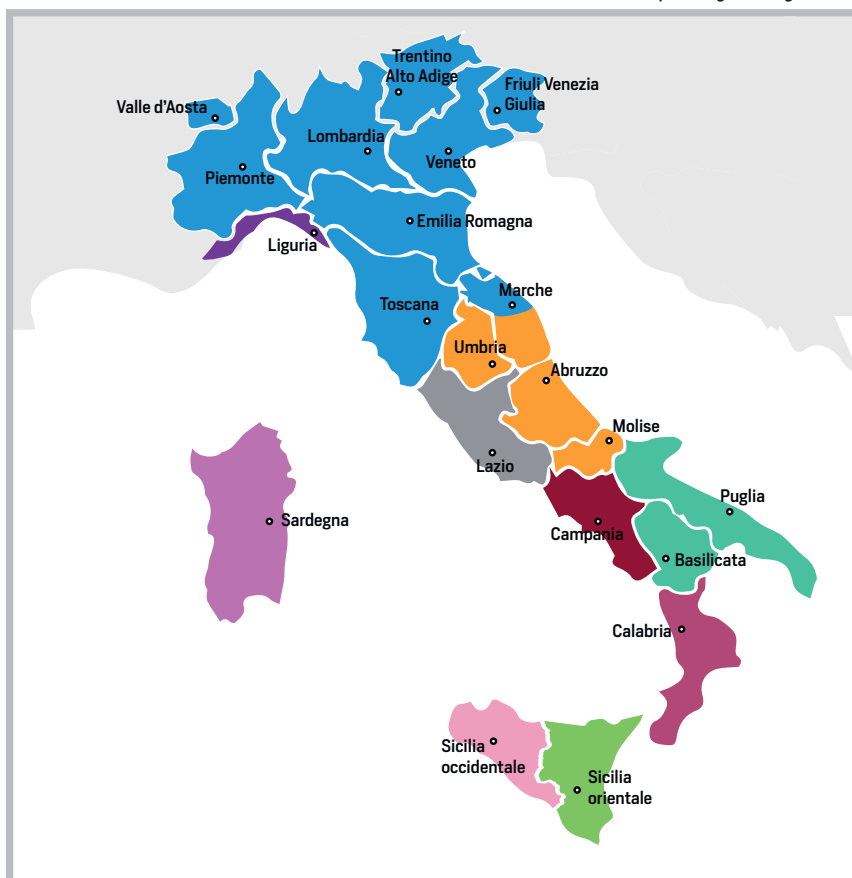 Trentino
Alto Adige
Friuli Venezia
Giulia
Valle d'Aosta
Lombardia
Veneto
Piemonte
Emilia Romagna
Liguria
Marche
Toscana
Umbria
Abruzzo
Molise
Lazio
Puglia
Sardegna
Campania
Basilicata
Calabria
Sicilia
occidentale
Sicilia
orientale